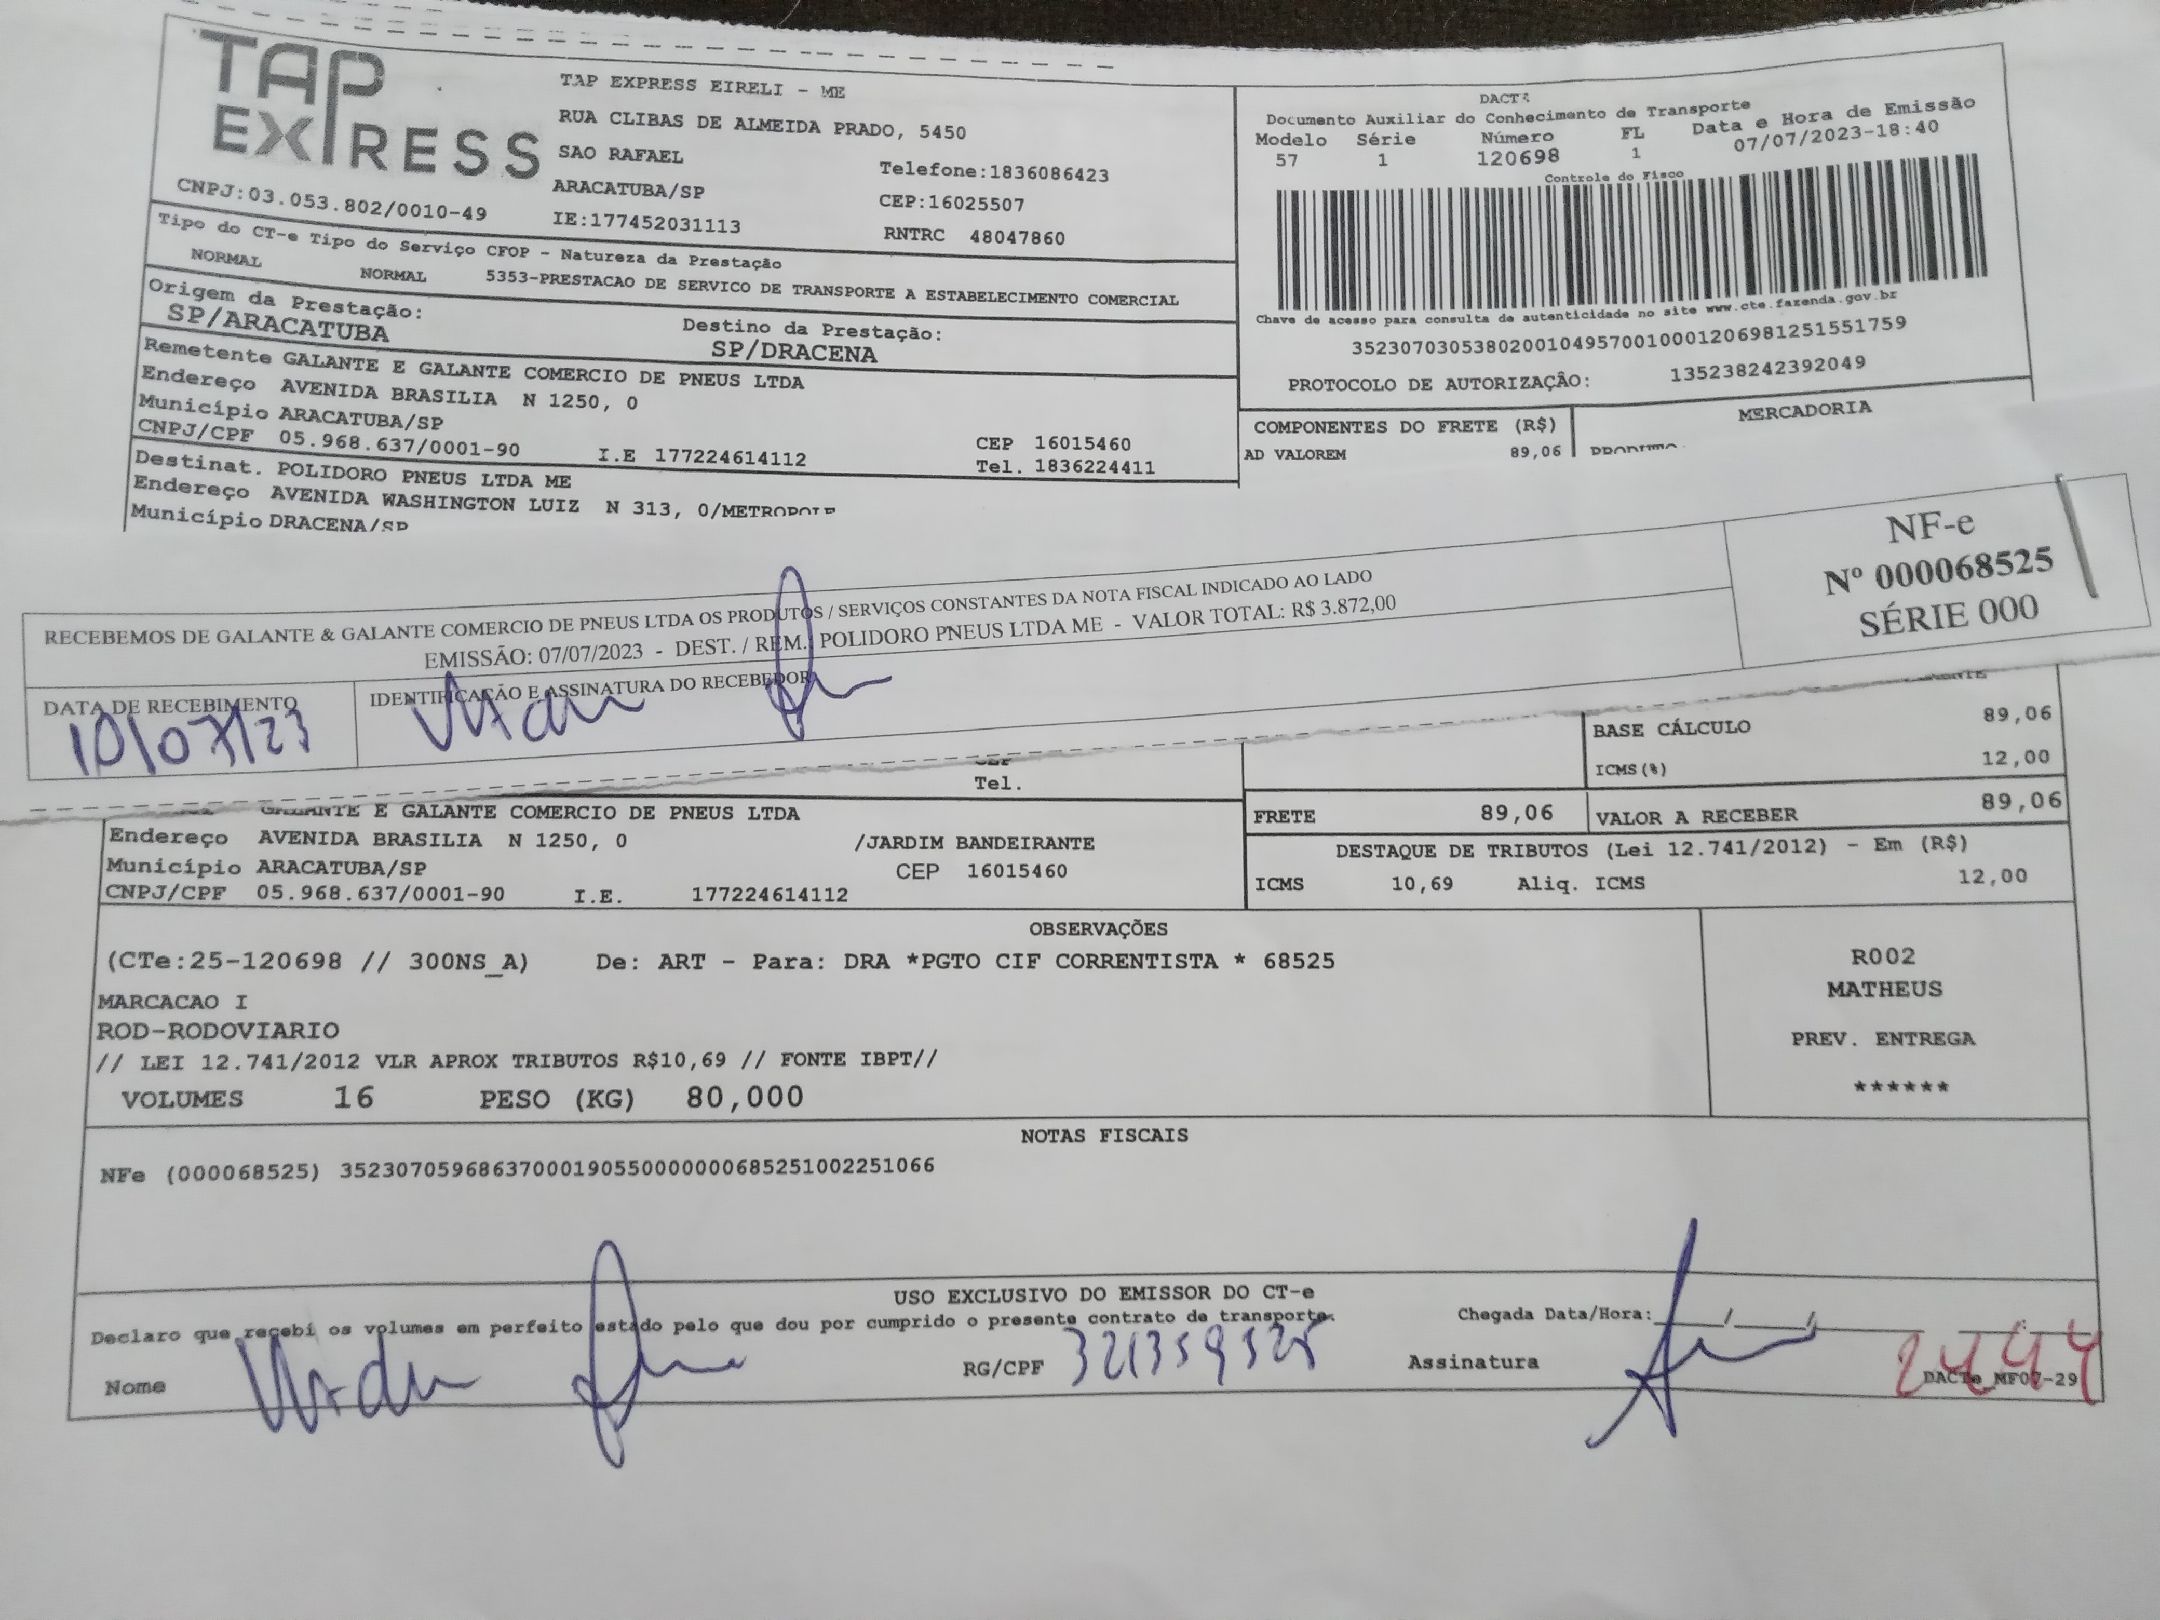 TAP
EXPRESS
TAP EXPRESS EIRELI - ME
RUA CLIBAS DE ALMEIDA PRADO, 5450
SAO RAFAEL
Telefone:1836086423
ARACATUBA/SP
CEP:16025507
CNPJ:03.053.802/0010-49
IE:177452031113
RNTRC 48047860
Tipo do CT-e Tipo do Serviço CFOP - Natureza da Prestação
NORMAL NORMAL 5353-PRESTACAO DE SERVICO DE TRANSPORTE A ESTABELECIMENTO COMERCIAL
Origem da Prestação:
SP/ARACATUBA
Destino da Prestação:
SP/DRACENA
Remetente GALANTE E GALANTE COMERCIO DE PNEUS LTDA
Endereço AVENIDA BRASILIA N 1250, 0
Município ARACATUBA/SP
CEP 16015460
CNPJ/CPF 05.968.637/0001-90 I.E 177224614112
Tel. 1836224411
Destinat. POLIDORO PNEUS LTDA ME
Endereço AVENIDA WASHINGTON LUIZ N 313, 0/METROPOLE
Município DRACENA/SP
DACTe
Documento Auxiliar do Conhecimento de Transporte
Modelo Série Número FL Data e Hora de Emissão
57 1 120698 1 07/07/2023-18:40
Controle do Fisco
Chave de acesso para consulta de autenticidade no site www.cte.fazenda.gov.br
35230703053802001049570010001206981251551759
PROTOCOLO DE AUTORIZAÇÂO: 135238242392049
COMPONENTES DO FRETE (R$) MERCADORIA
AD VALOREM 89,06
RECEBEMOS DE GALANTE & GALANTE COMERCIO DE PNEUS LTDA OS PRODUTOS / SERVIÇOS CONSTANTES DA NOTA FISCAL INDICADO AO LADO
EMISSÃO: 07/07/2023 - DEST. / REM.: POLIDORO PNEUS LTDA ME - VALOR TOTAL: R$ 3.872,00
DATA DE RECEBIMENTO
10/07/23
IDENTIFICAÇÃO E ASSINATURA DO RECEBEDOR
NF-e
Nº 000068525
SÉRIE 000
Tel.
BASE CÁLCULO 89,06
ICMS(%) 12,00
FRETE 89,06 VALOR A RECEBER 89,06
DESTAQUE DE TRIBUTOS (Lei 12.741/2012) - Em (R$)
ICMS 10,69 Aliq. ICMS 12,00
GALANTE E GALANTE COMERCIO DE PNEUS LTDA
Endereço AVENIDA BRASILIA N 1250, 0 /JARDIM BANDEIRANTE
Município ARACATUBA/SP CEP 16015460
CNPJ/CPF 05.968.637/0001-90 I.E. 177224614112
OBSERVAÇÕES
(CTe:25-120698 // 300NS_A) De: ART - Para: DRA *PGTO CIF CORRENTISTA * 68525
MARCACAO I
ROD-RODOVIARIO
// LEI 12.741/2012 VLR APROX TRIBUTOS R$10,69 // FONTE IBPT//
VOLUMES 16 PESO (KG) 80,000
R002
MATHEUS
PREV. ENTREGA
******
NOTAS FISCAIS
NFe (000068525) 35230705968637000190550000000685251002251066
USO EXCLUSIVO DO EMISSOR DO CT-e
Declaro que recebi os volumes em perfeito estado pelo que dou por cumprido o presente contrato de transporte.
Chegada Data/Hora:
Nome
RG/CPF 321359325
Assinatura
2444
DACTe_MF07-29